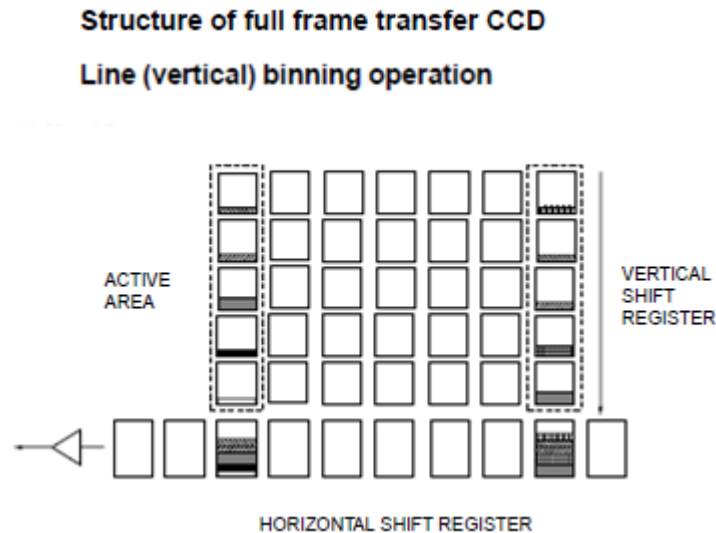 Structure of full frame transfer CCD
Line (vertical) binning operation
ACTIVE
AREA
VERTICAL
SHIFT
REGISTER
HORIZONTAL SHIFT REGISTER